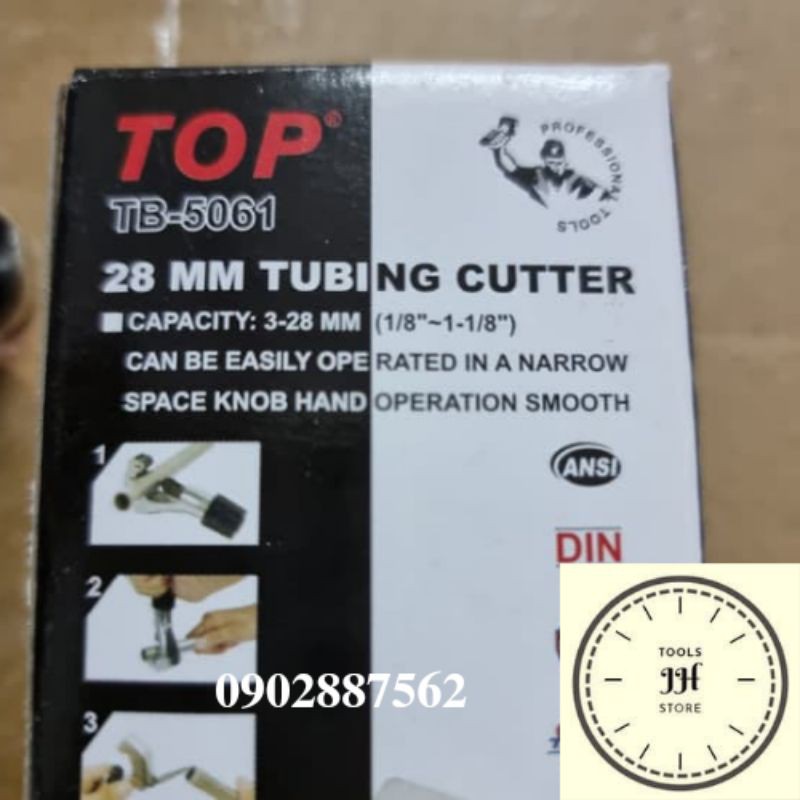 TOP®
PROFESSIONAL TOOLS
TB-5061
28 MM TUBING CUTTER
CAPACITY: 3-28 MM (1/8"~1-1/8")
CAN BE EASILY OPERATED IN A NARROW
SPACE KNOB HAND OPERATION SMOOTH
1
ANSI
DIN
2
0902887562
3
TOOLS
JH
STORE